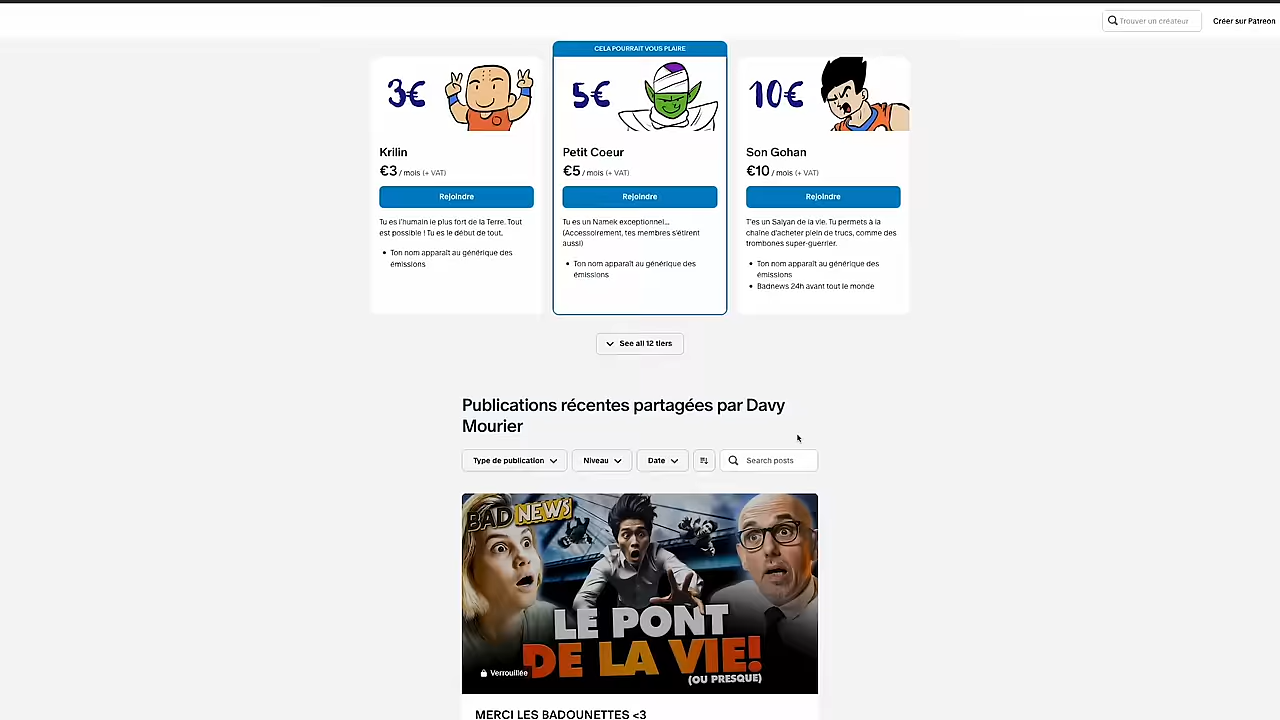 Trouver un créateur
Créer sur Patreon
CELA POURRAIT VOUS PLAIRE
3€
5€
10€
Krilin
€3 / mois (+ VAT)
Rejoindre
Tu es l'humain le plus fort de la Terre. Tout
est possible ! Tu es le début de tout.
• Ton nom apparaît au générique des
émissions
Petit Coeur
€5 / mois (+ VAT)
Rejoindre
Tu es un Namek exceptionnel...
(Accessoirement, tes membres s'étirent
aussi)
• Ton nom apparaît au générique des
émissions
Son Gohan
€10 / mois (+ VAT)
Rejoindre
T'es un Saiyan de la vie. Tu permets à la
chaîne d'acheter plein de trucs, comme des
trombones super-guerrier.
• Ton nom apparaît au générique des
émissions
• Badnews 24h avant tout le monde
See all 12 tiers
Publications récentes partagées par Davy
Mourier
Type de publication
Niveau
Date
Search posts
BAD NEWS
LE PONT
DE LA VIE!
(OU PRESQUE)
Verrouillée
MERCI LES BADOUNETTES <3